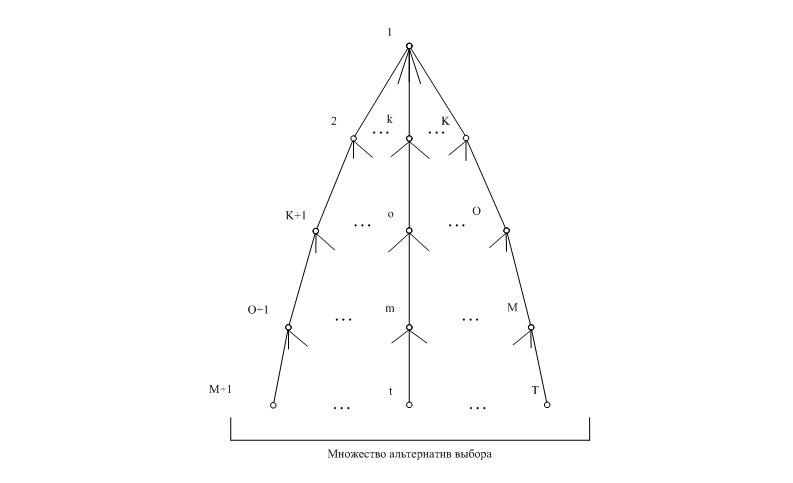 1
2 ... k ... K
K+1 ... o ... O
O+1 ... m ... M
M+1 ... t ... T
Множество альтернатив выбора